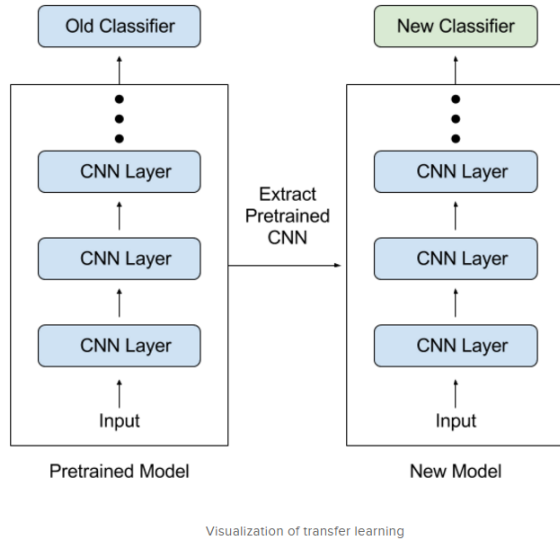 Old Classifier
New Classifier
CNN Layer
CNN Layer
Extract
Pretrained
CNN
CNN Layer
CNN Layer
CNN Layer
CNN Layer
Input
Input
Pretrained Model
New Model
Visualization of transfer learning